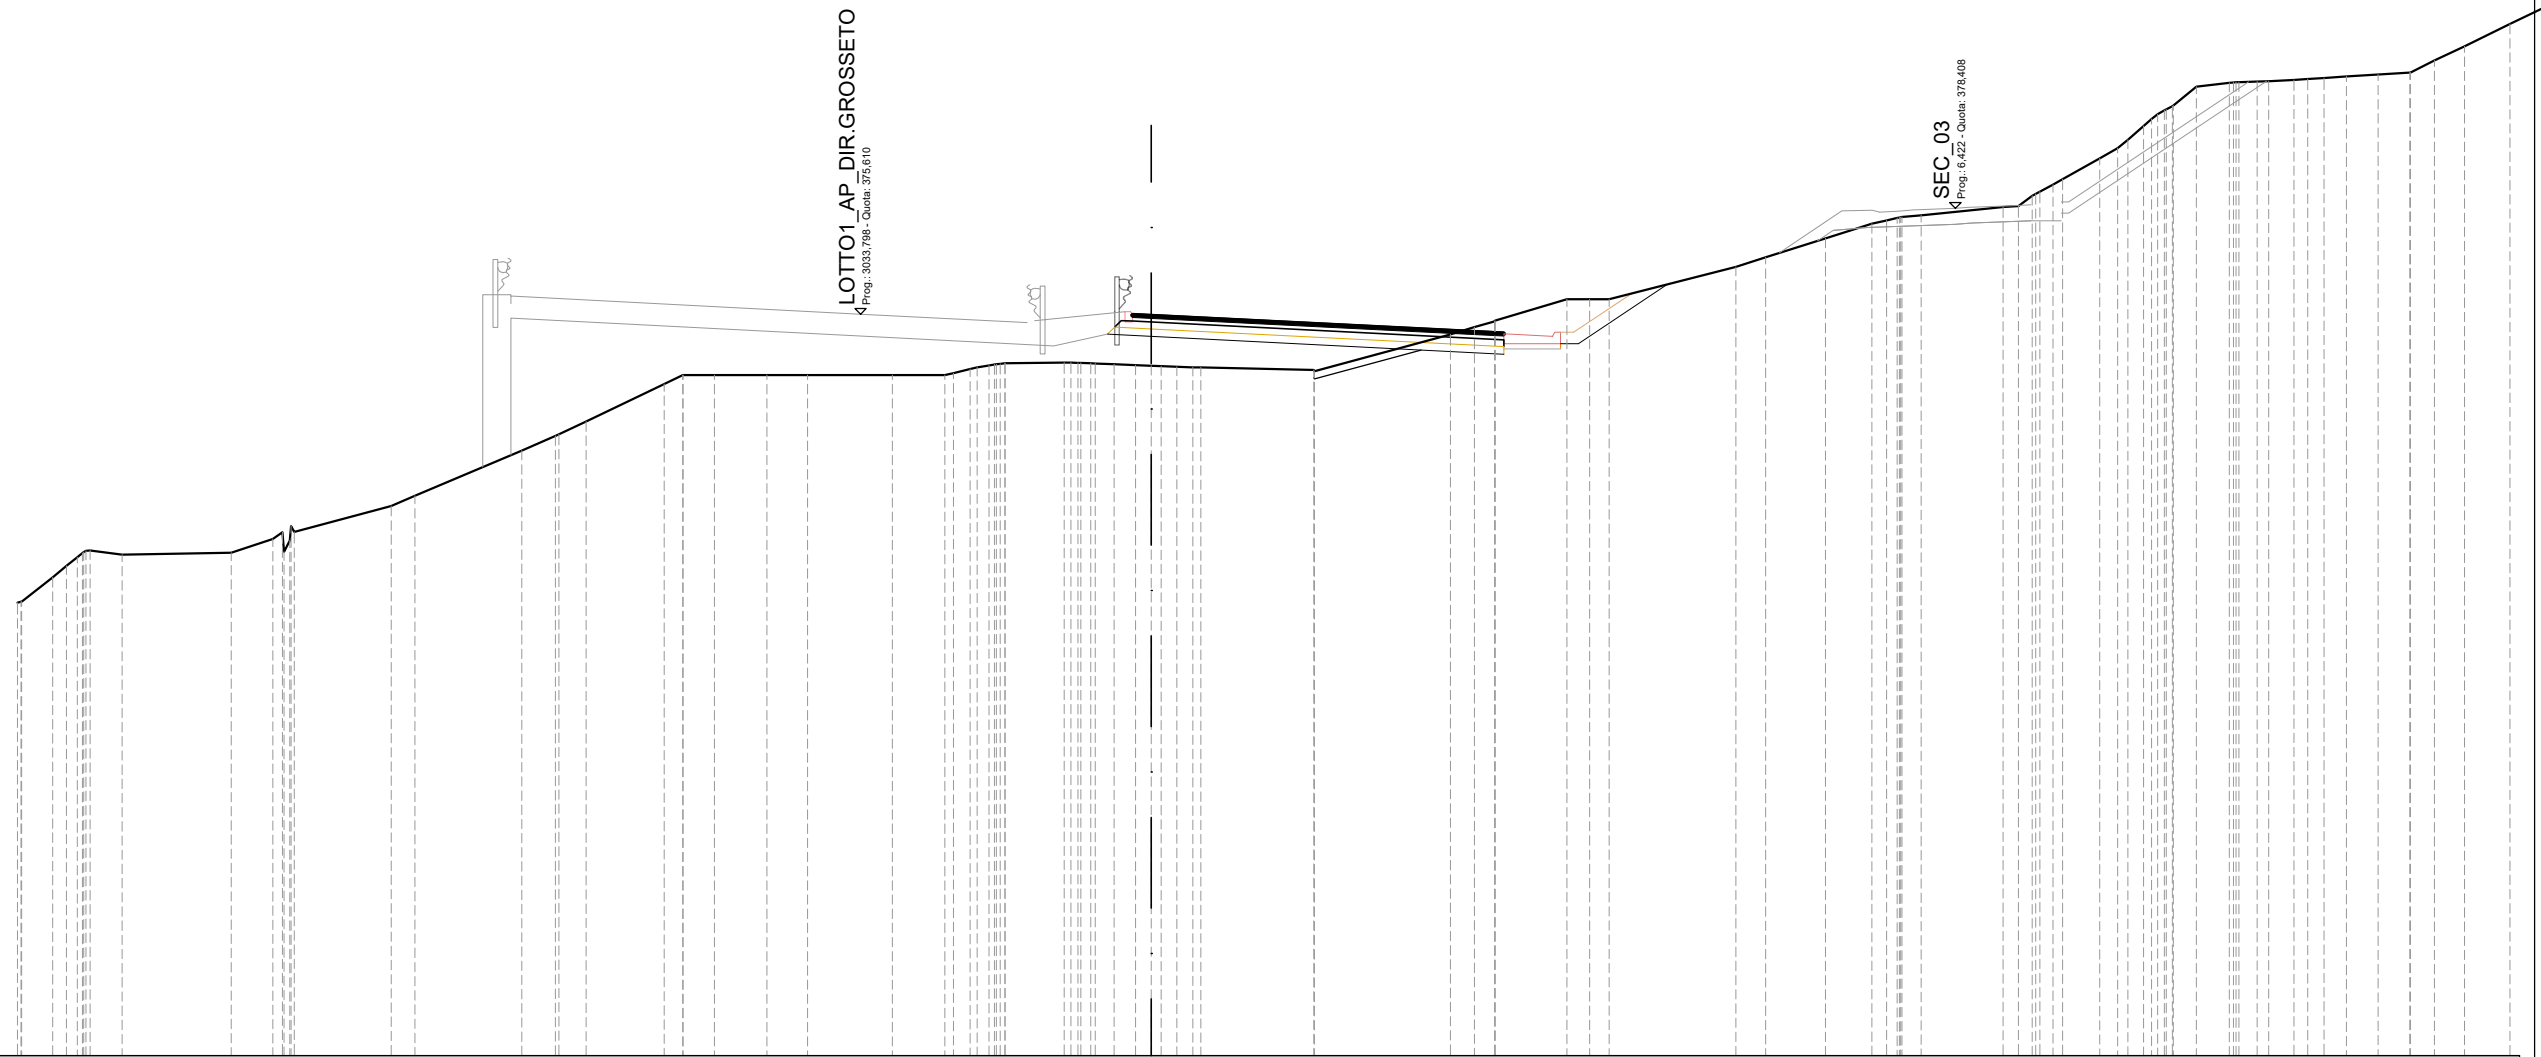 LOTTO1_AP_DIR.GROSSETO
Prog.: 3033,798 - Quota: 375,610
SEC_03
Prog.: 6,422 - Quota: 378,408